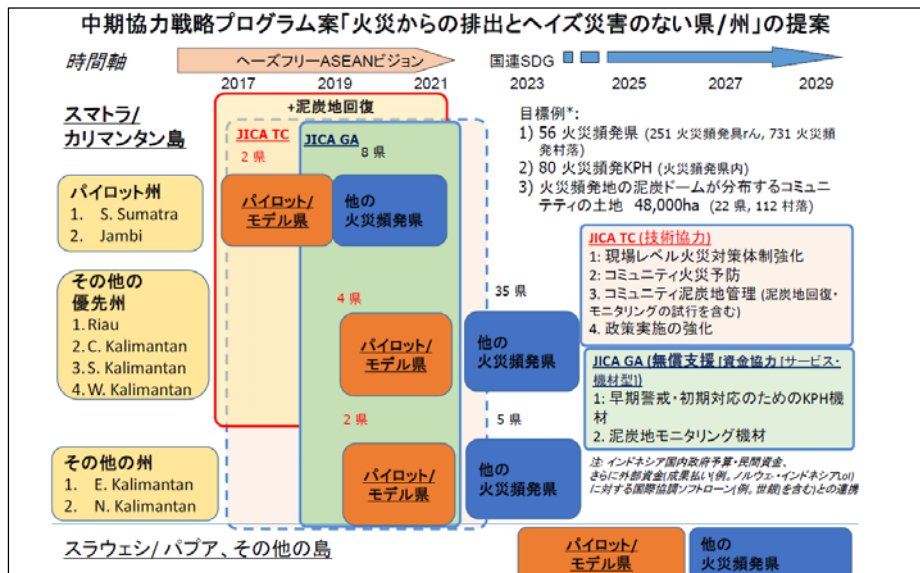 中期協力戦略プログラム案「火災からの排出とヘイズ災害のない県/州」の提案
時間軸
ヘーズフリーASEANビジョン
国連SDG
2017 2019 2021 2023 2025 2027 2029
スマトラ/
カリマンタン島
+泥炭地回復
JICA TC
2 県
JICA GA
8 県
目標例*:
1) 56 火災頻発県 (251 火災頻発具rん, 731 火災頻
発村落)
2) 80 火災頻発KPH (火災頻発県内)
3) 火災頻発地の泥炭ドームが分布するコミュニ
テティの土地 48,000ha (22 県, 112 村落)
パイロット州
1. S. Sumatra
2. Jambi
パイロット/
モデル県
他の
火災頻発県
JICA TC (技術協力)
1: 現場レベル火災対策体制強化
2: コミュニティ火災予防
3. コミュニティ泥炭地管理 (泥炭地回復・
モニタリングの試行を含む)
4. 政策実施の強化
その他の
優先州
1. Riau
2. C. Kalimantan
3. S. Kalimantan
4. W. Kalimantan
4 県
パイロット/
モデル県
35 県
他の
火災頻発県
JICA GA (無償支援 [資金協力 [サービス・
機材型])
1: 早期警戒・初期対応のためのKPH機
材
2. 泥炭地モニタリング機材
その他の州
1. E. Kalimantan
2. N. Kalimantan
2 県
パイロット/
モデル県
5 県
他の
火災頻発県
注: インドネシア国内政府予算・民間資金、
さらに外部資金(成果払い(例。ノルウェ・インドネシアLoI)
に対する国際協調ソフトローン(例。世銀)を含む)との連携
スラウェシ/ パプア、その他の島
パイロット/
モデル県
他の
火災頻発県